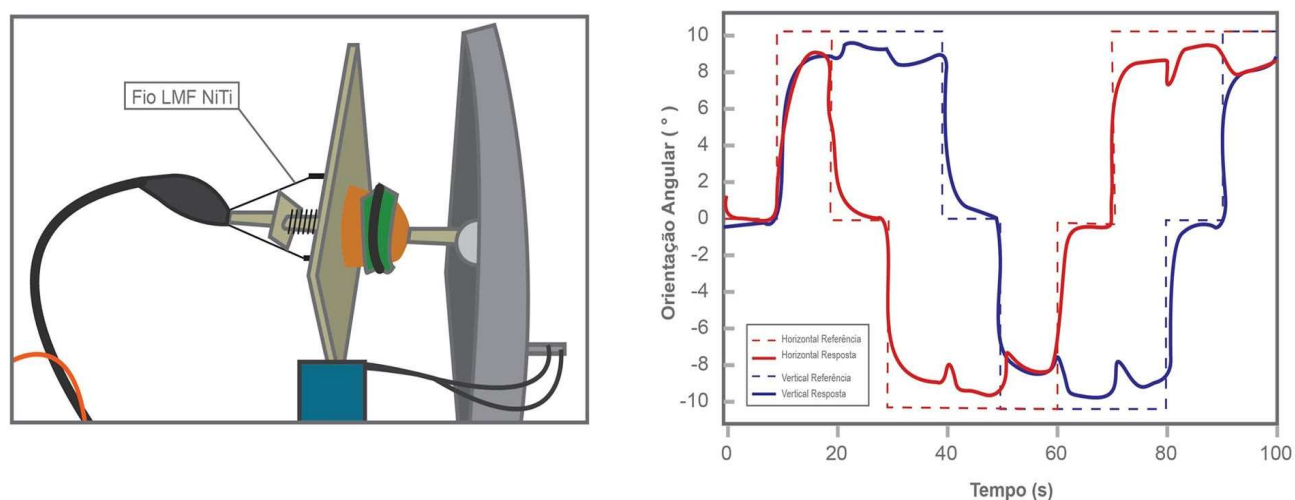 Fio LMF NiTi
Orientação Angular ( ° )
10
8
6
4
2
0
-2
-4
-6
-8
-10
Horizontal Referência
Horizontal Resposta
Vertical Referência
Vertical Resposta
0 20 40 60 80 100
Tempo (s)